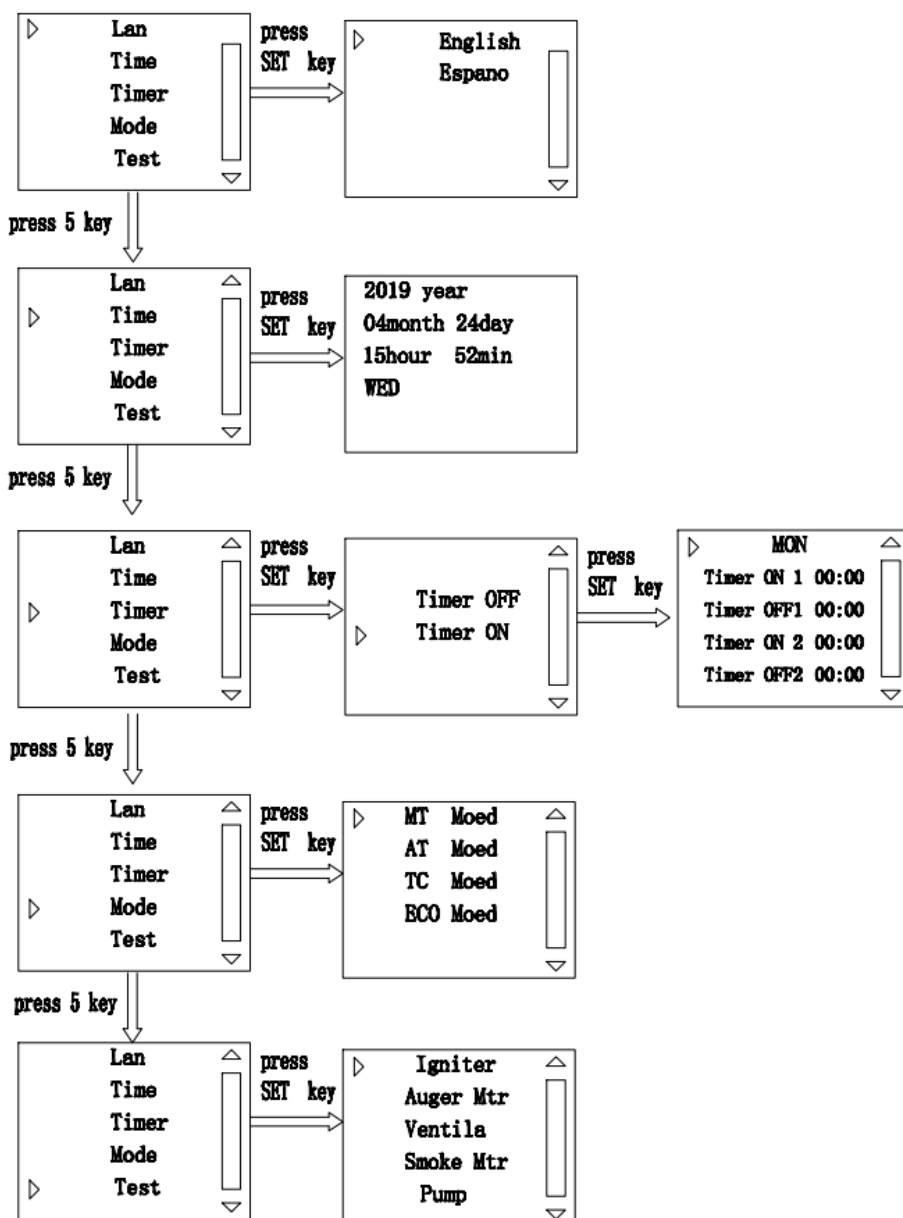 Lan
Time
Timer
Mode
Test
press
SET key
English
Espano
press 5 key
Lan
Time
Timer
Mode
Test
press
SET key
2019 year
04month 24day
15hour 52min
WED
press 5 key
Lan
Time
Timer
Mode
Test
press
SET key
Timer OFF
Timer ON
press
SET key
MON
Timer ON 1 00:00
Timer OFF1 00:00
Timer ON 2 00:00
Timer OFF2 00:00
press 5 key
Lan
Time
Timer
Mode
Test
press
SET key
MT Moed
AT Moed
TC Moed
ECO Moed
press 5 key
Lan
Time
Timer
Mode
Test
press
SET key
Igniter
Auger Mtr
Ventila
Smoke Mtr
Pump